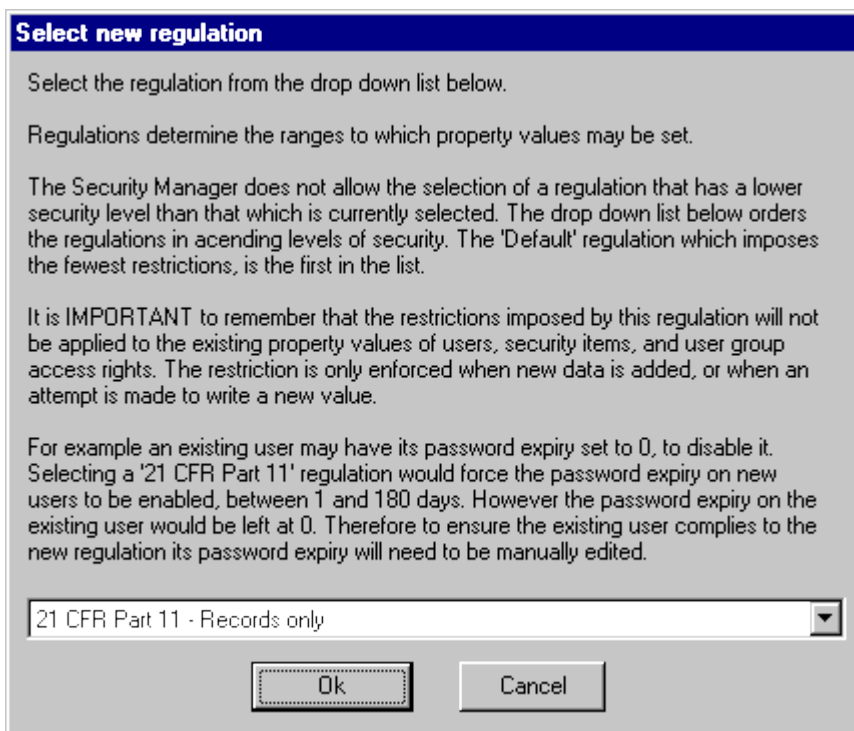 Select new regulation
Select the regulation from the drop down list below.
Regulations determine the ranges to which property values may be set.
The Security Manager does not allow the selection of a regulation that has a lower
security level than that which is currently selected. The drop down list below orders
the regulations in acending levels of security. The 'Default' regulation which imposes
the fewest restrictions, is the first in the list.
It is IMPORTANT to remember that the restrictions imposed by this regulation will not
be applied to the existing property values of users, security items, and user group
access rights. The restriction is only enforced when new data is added, or when an
attempt is made to write a new value.
For example an existing user may have its password expiry set to 0, to disable it.
Selecting a '21 CFR Part 11' regulation would force the password expiry on new
users to be enabled, between 1 and 180 days. However the password expiry on the
existing user would be left at 0. Therefore to ensure the existing user complies to the
new regulation its password expiry will need to be manually edited.
21 CFR Part 11 - Records only
Ok Cancel